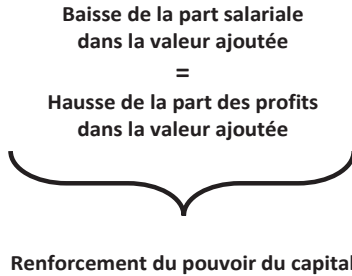 Baisse de la part salariale
dans la valeur ajoutée
=
Hausse de la part des profits
dans la valeur ajoutée
Renforcement du pouvoir du capital